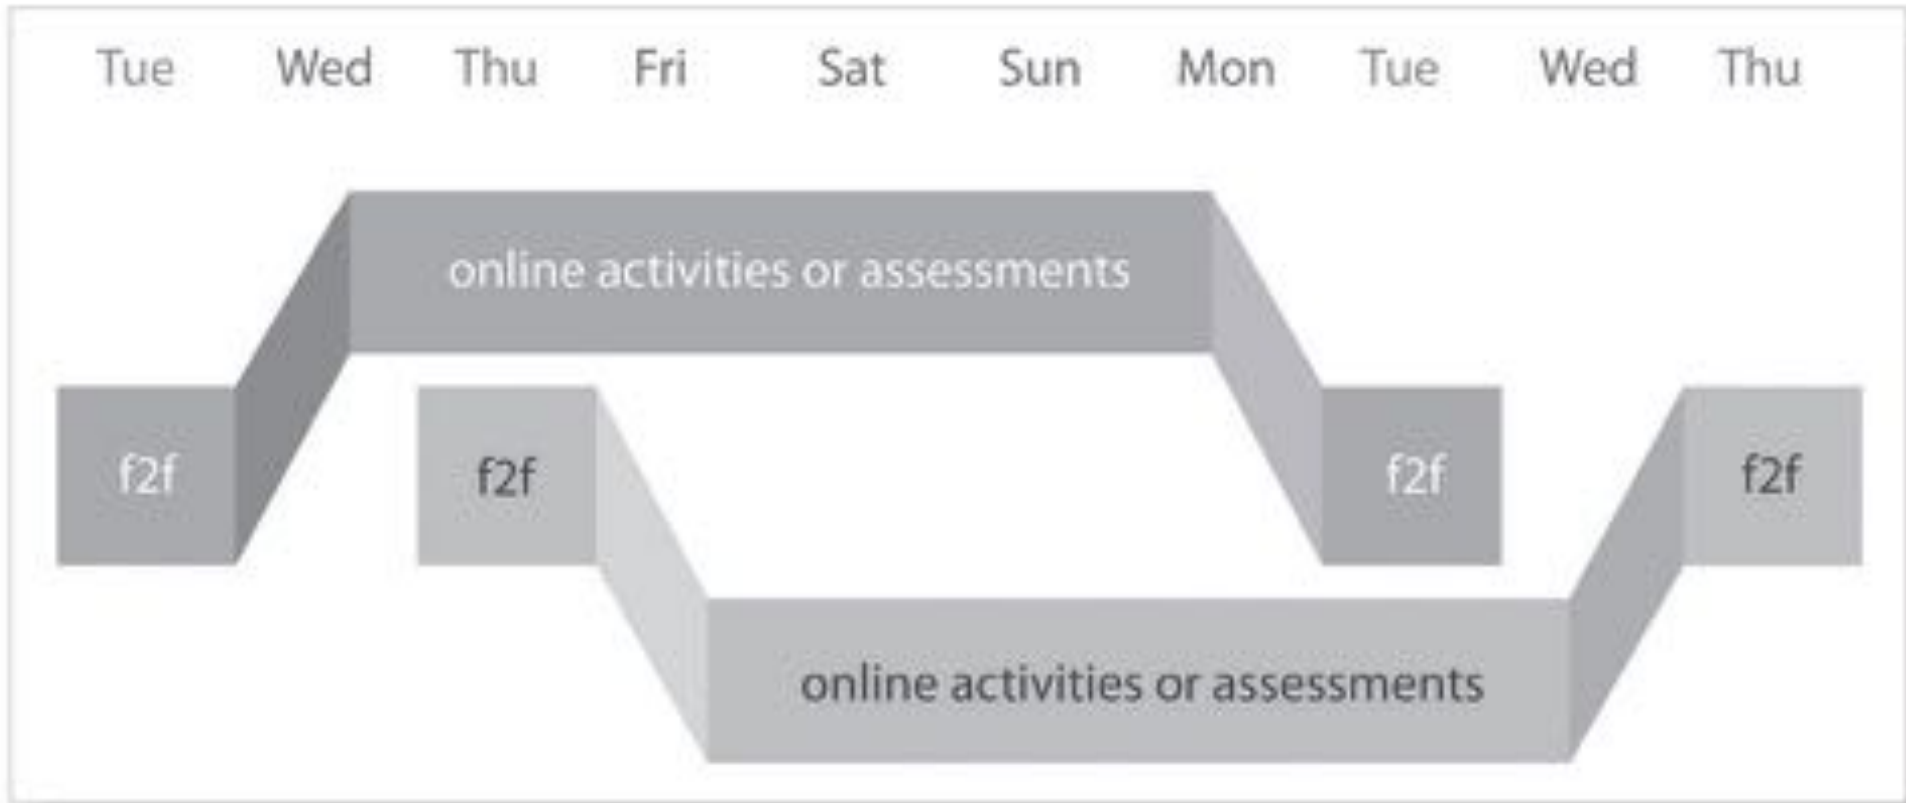 Tue Wed Thu Fri Sat Sun Mon Tue Wed Thu
online activities or assessments
f2f f2f f2f f2f
online activities or assessments